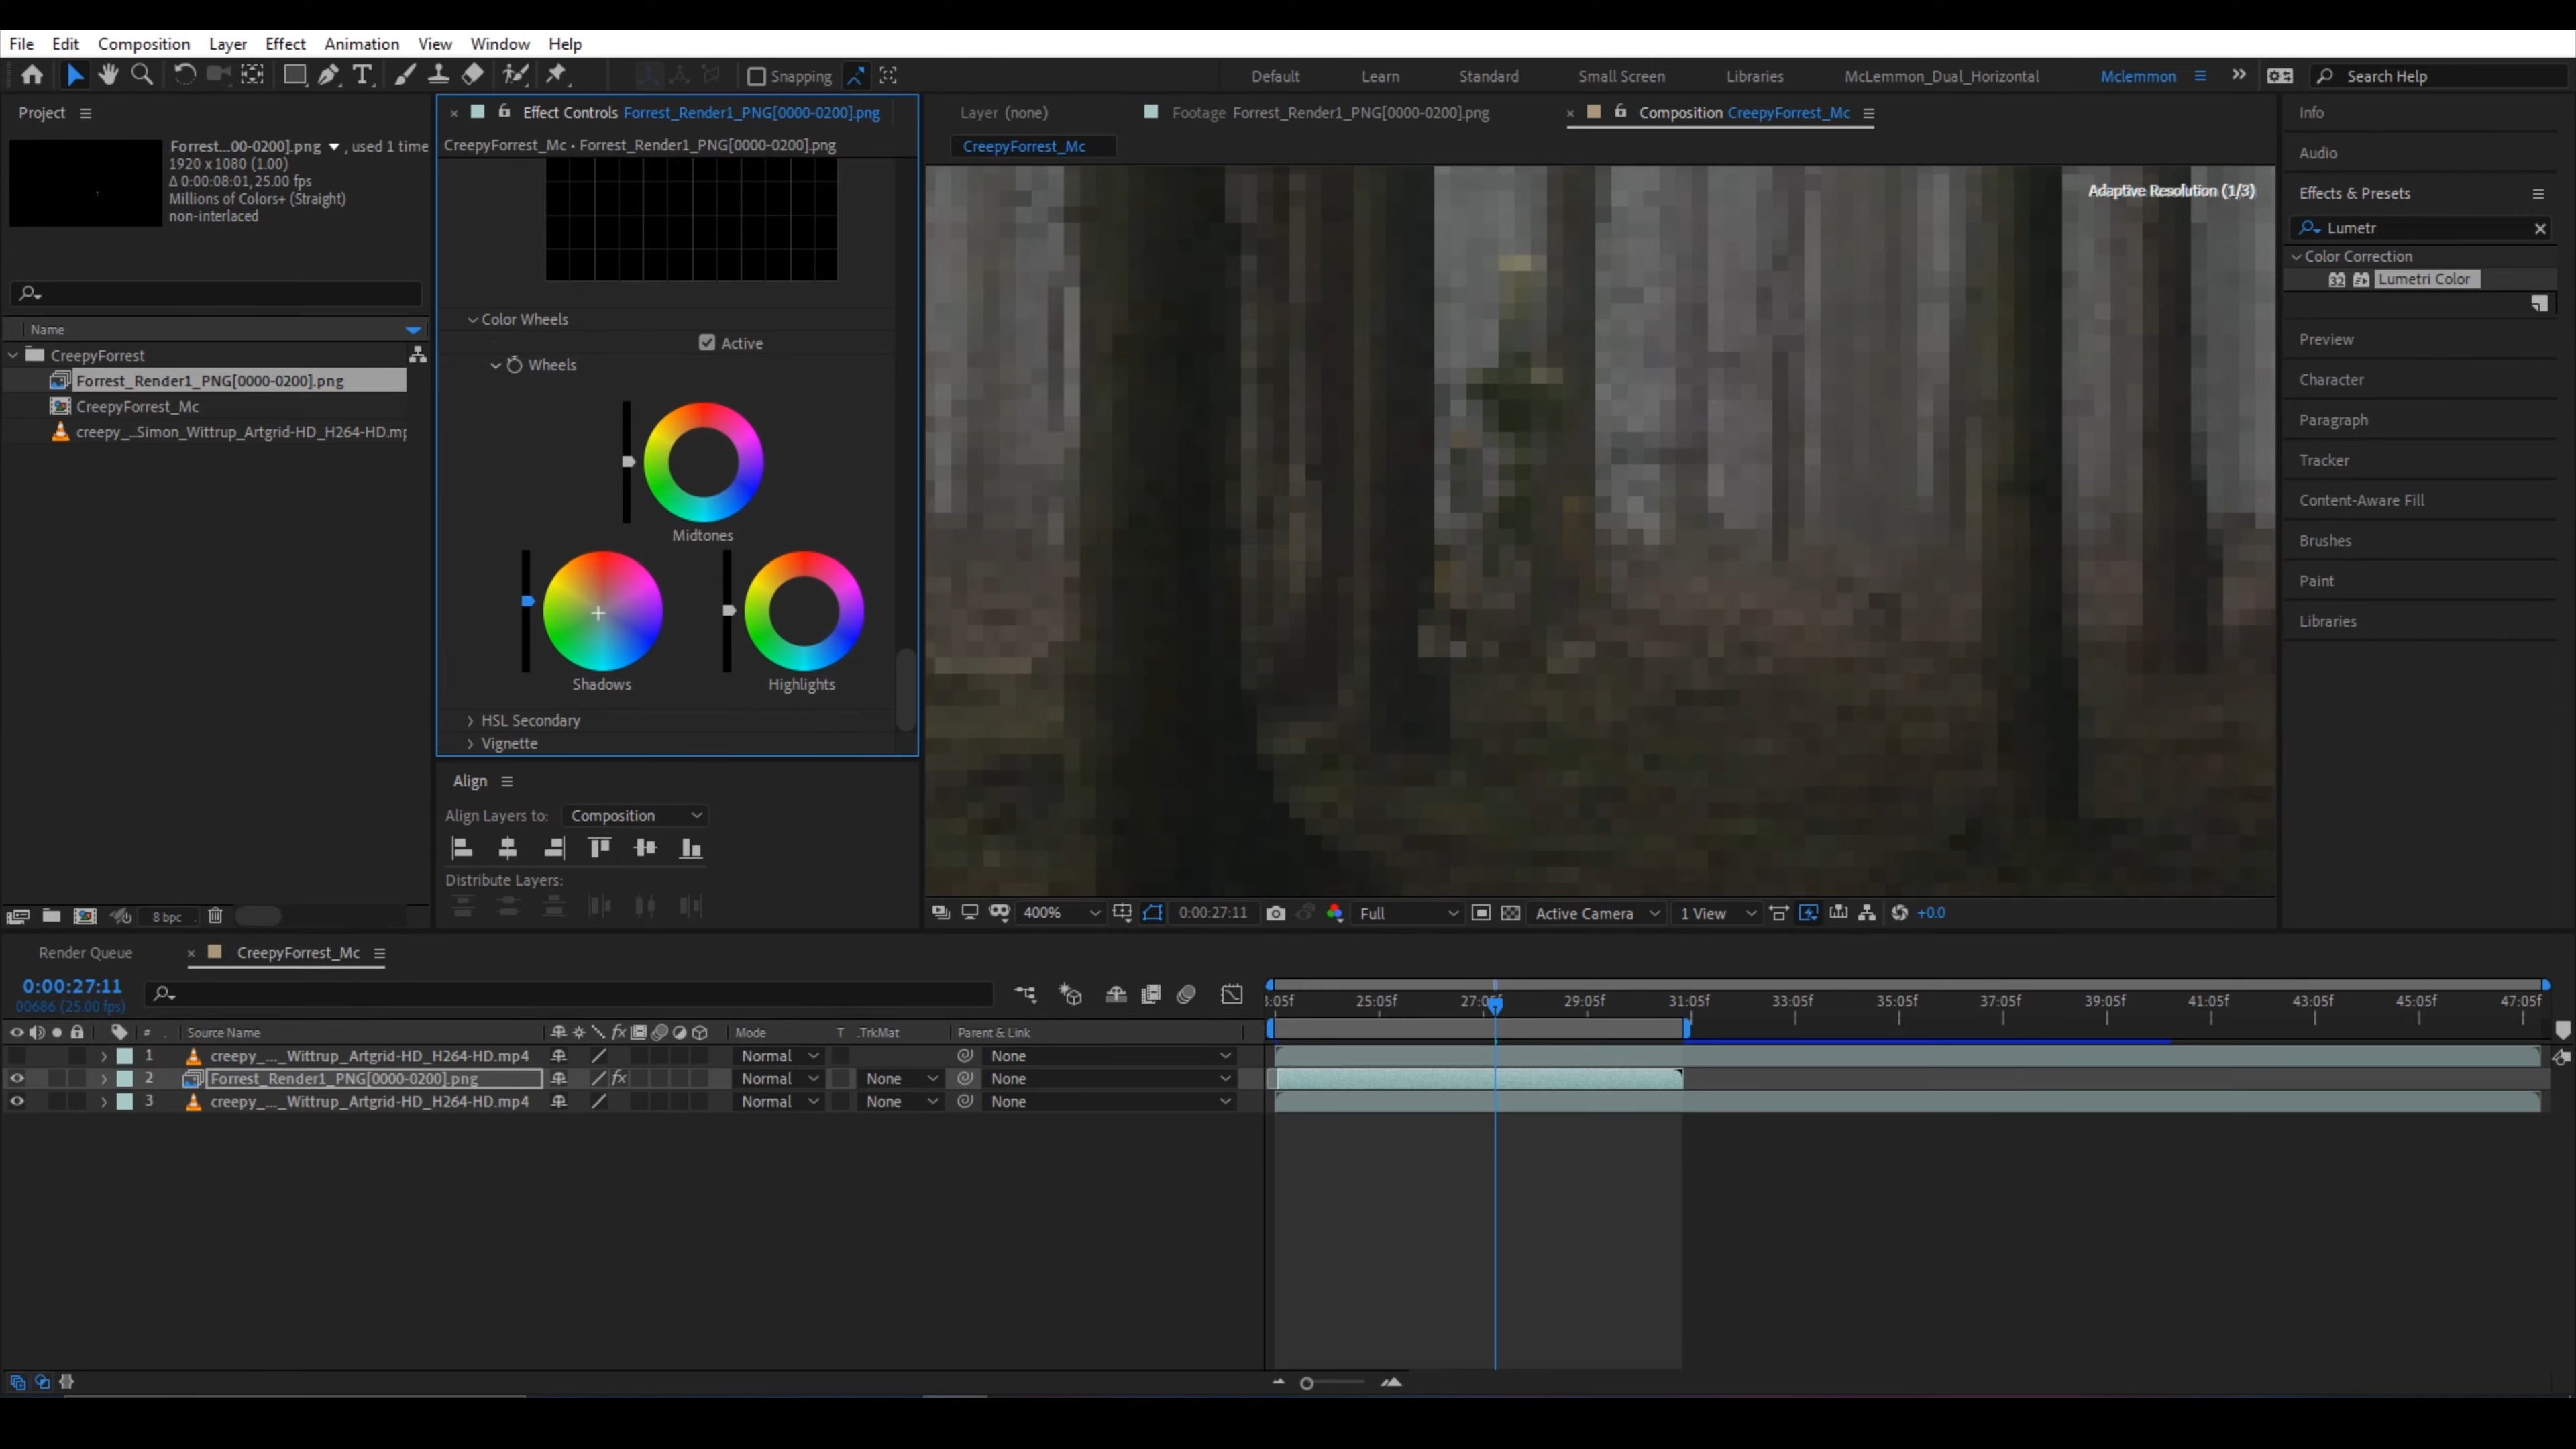 File Edit Composition Layer Effect Animation View Window Help
Snapping Default Learn Standard Small Screen Libraries McLemmon_Dual_Horizontal Mclemmon Search Help
Project
Forrest...00-0200].png , used 1 time
1920 x 1080 (1.00)
Δ 0:00:08:01, 25.00 fps
Millions of Colors+ (Straight)
non-interlaced
Name
CreepyForrest
Forrest_Render1_PNG[0000-0200].png
CreepyForrest_Mc
creepy_...Simon_Wittrup_Artgrid-HD_H264-HD.mp
8 bpc
Effect Controls Forrest_Render1_PNG[0000-0200].png
CreepyForrest_Mc • Forrest_Render1_PNG[0000-0200].png
Color Wheels
Active
Wheels
Midtones
Shadows Highlights
HSL Secondary
Vignette
Align
Align Layers to: Composition
Distribute Layers:
Layer (none) Footage Forrest_Render1_PNG[0000-0200].png Composition CreepyForrest_Mc
CreepyForrest_Mc
Adaptive Resolution (1/3)
400% 0:00:27:11 Full Active Camera 1 View +0.0
Info
Audio
Effects & Presets
Lumetr
Color Correction
32 Lumetri Color
Preview
Character
Paragraph
Tracker
Content-Aware Fill
Brushes
Paint
Libraries
Render Queue CreepyForrest_Mc
0:00:27:11
00686 (25.00 fps)
# Source Name fx Mode T .TrkMat Parent & Link
1 creepy_..._Wittrup_Artgrid-HD_H264-HD.mp4 Normal None
2 Forrest_Render1_PNG[0000-0200].png fx Normal None None
3 creepy_..._Wittrup_Artgrid-HD_H264-HD.mp4 Normal None None
3:05f 25:05f 27:05f 29:05f 31:05f 33:05f 35:05f 37:05f 39:05f 41:05f 43:05f 45:05f 47:05f